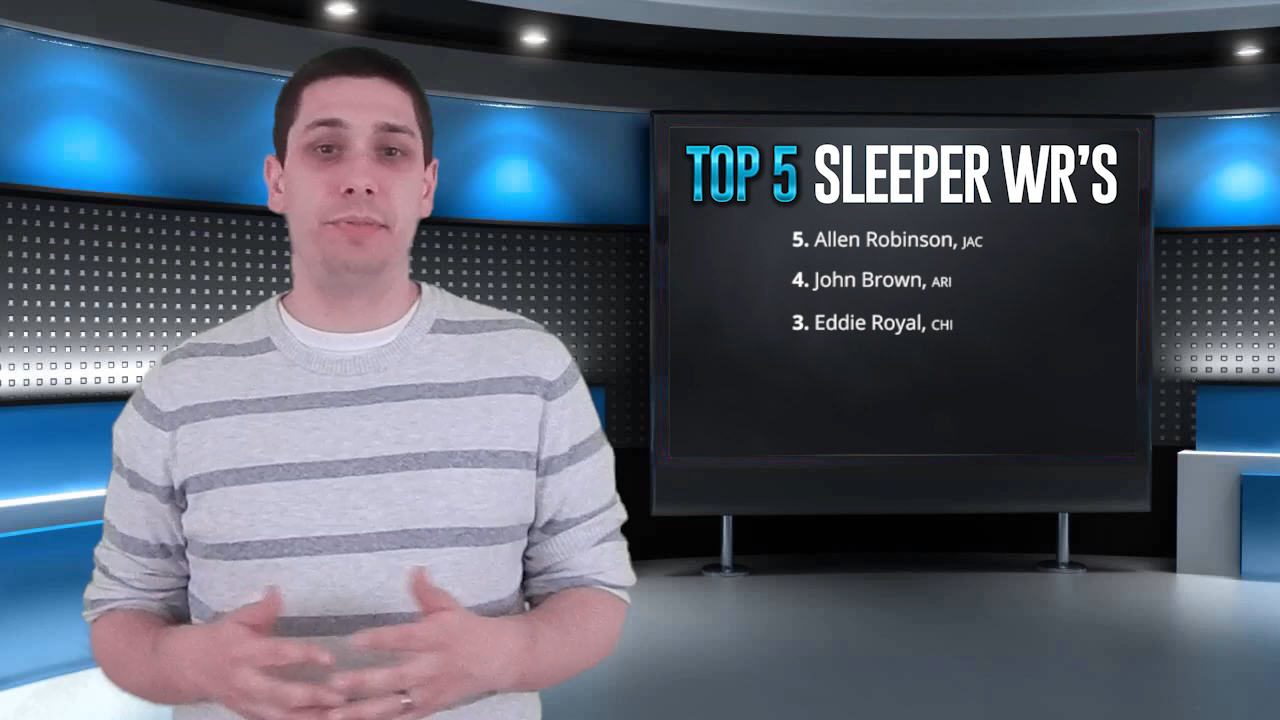 TOP 5 SLEEPER WR'S
5. Allen Robinson, JAC
4. John Brown, ARI
3. Eddie Royal, CHI